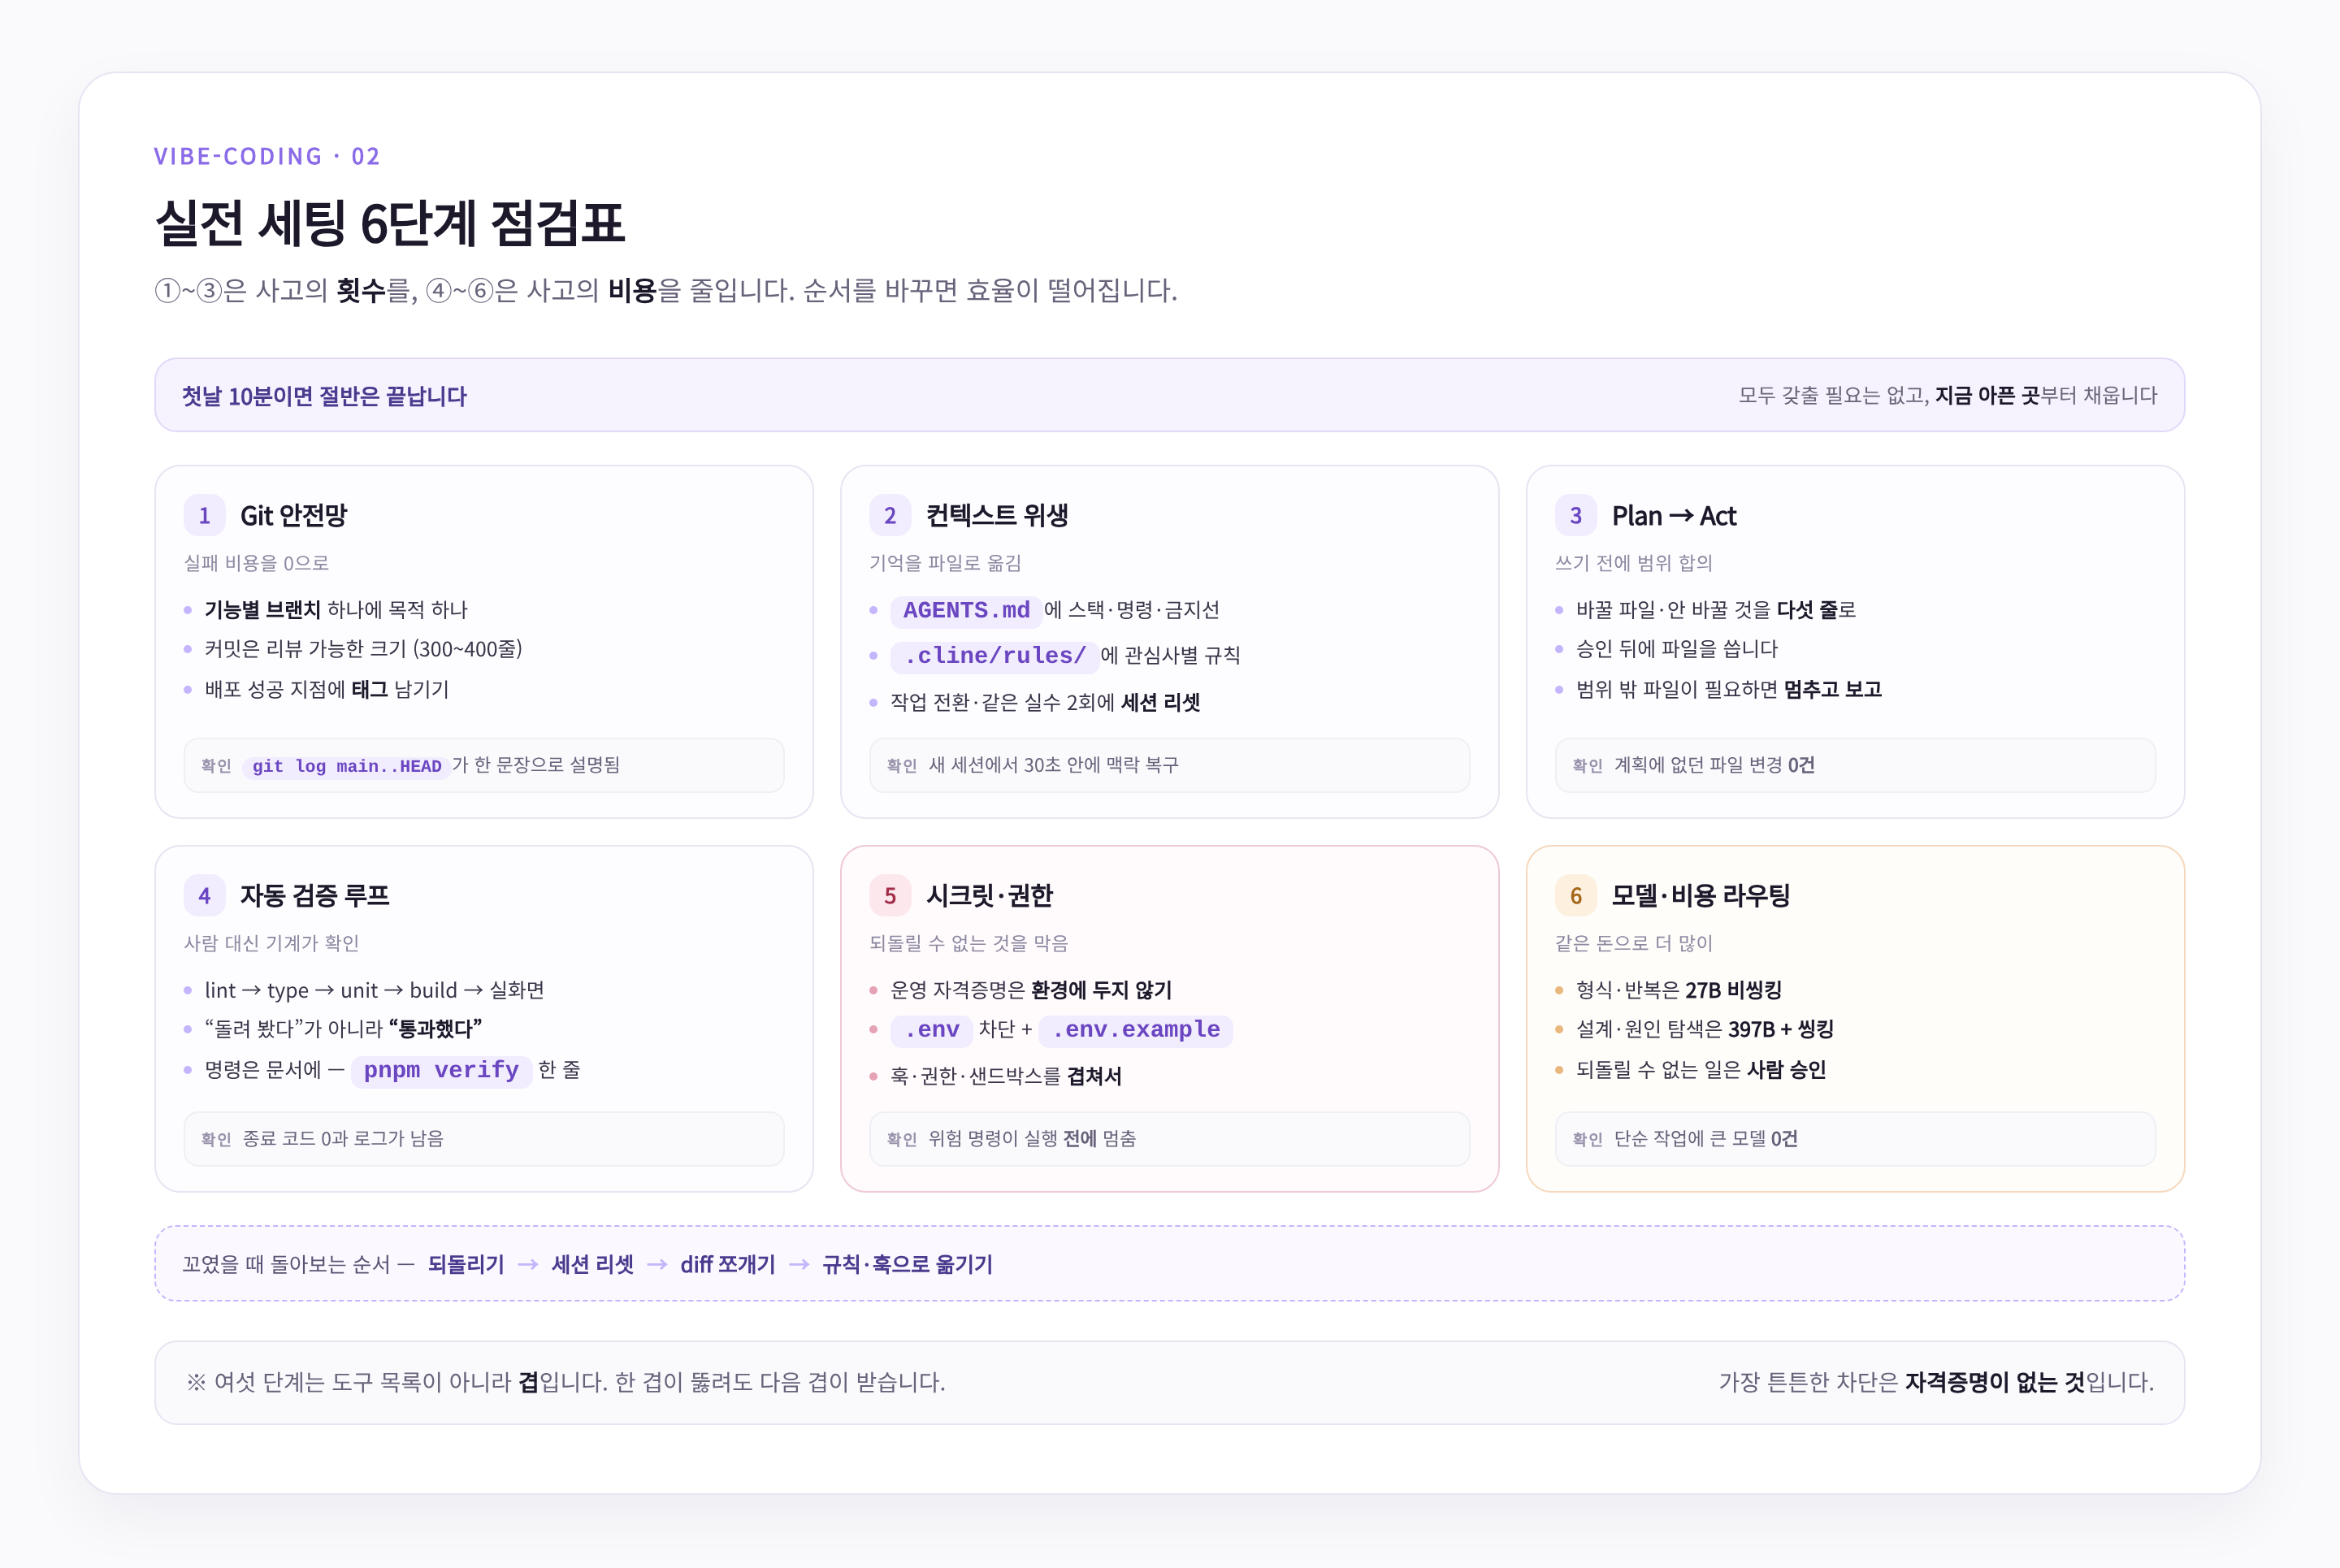 VIBE-CODING · 02
실전 세팅 6단계 점검표
①~③은 사고의 횟수를, ④~⑥은 사고의 비용을 줄입니다. 순서를 바꾸면 효율이 떨어집니다.
첫날 10분이면 절반은 끝납니다
모두 갖출 필요는 없고, 지금 아픈 곳부터 채웁니다
1 Git 안전망
실패 비용을 0으로
기능별 브랜치 하나에 목적 하나
커밋은 리뷰 가능한 크기 (300~400줄)
배포 성공 지점에 태그 남기기
확인 git log main..HEAD가 한 문장으로 설명됨
2 컨텍스트 위생
기억을 파일로 옮김
AGENTS.md에 스택·명령·금지선
.cline/rules/에 관심사별 규칙
작업 전환·같은 실수 2회에 세션 리셋
확인 새 세션에서 30초 안에 맥락 복구
3 Plan → Act
쓰기 전에 범위 합의
바꿀 파일·안 바꿀 것을 다섯 줄로
승인 뒤에 파일을 씁니다
범위 밖 파일이 필요하면 멈추고 보고
확인 계획에 없던 파일 변경 0건
4 자동 검증 루프
사람 대신 기계가 확인
lint → type → unit → build → 실화면
“돌려 봤다”가 아니라 “통과했다”
명령은 문서에 — pnpm verify 한 줄
확인 종료 코드 0과 로그가 남음
5 시크릿·권한
되돌릴 수 없는 것을 막음
운영 자격증명은 환경에 두지 않기
.env 차단 + .env.example
훅·권한·샌드박스를 겹쳐서
확인 위험 명령이 실행 전에 멈춤
6 모델·비용 라우팅
같은 돈으로 더 많이
형식·반복은 27B 비씽킹
설계·원인 탐색은 397B + 씽킹
되돌릴 수 없는 일은 사람 승인
확인 단순 작업에 큰 모델 0건
꼬였을 때 돌아보는 순서 — 되돌리기 → 세션 리셋 → diff 쪼개기 → 규칙·훅으로 옮기기
※ 여섯 단계는 도구 목록이 아니라 겹입니다. 한 겹이 뚫려도 다음 겹이 받습니다.
가장 튼튼한 차단은 자격증명이 없는 것입니다.